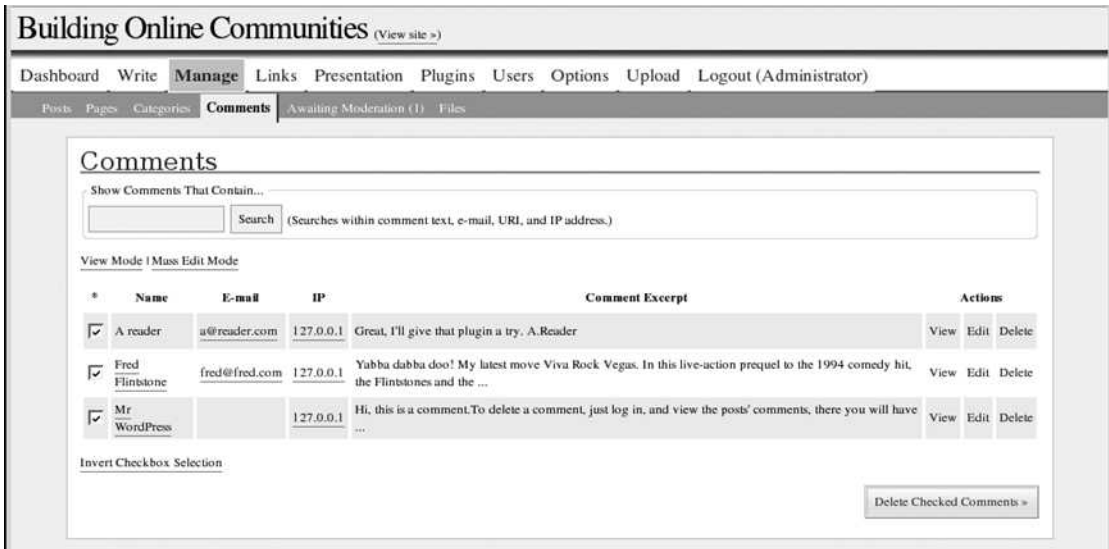 Building Online Communities (View site »)
Dashboard Write Manage Links Presentation Plugins Users Options Upload Logout (Administrator)
Posts Pages Categories Comments Awaiting Moderation (1) Files
Comments
Show Comments That Contain...
Search (Searches within comment text, e-mail, URI, and IP address.)
View Mode | Mass Edit Mode
* Name E-mail IP Comment Excerpt Actions
A reader a@reader.com 127.0.0.1 Great, I'll give that plugin a try. A.Reader View Edit Delete
Fred Flintstone fred@fred.com 127.0.0.1 Yabba dabba doo! My latest move Viva Rock Vegas. In this live-action prequel to the 1994 comedy hit,
the Flintstones and the ... View Edit Delete
Mr WordPress 127.0.0.1 Hi, this is a comment.To delete a comment, just log in, and view the posts' comments, there you will have
... View Edit Delete
Invert Checkbox Selection
Delete Checked Comments »